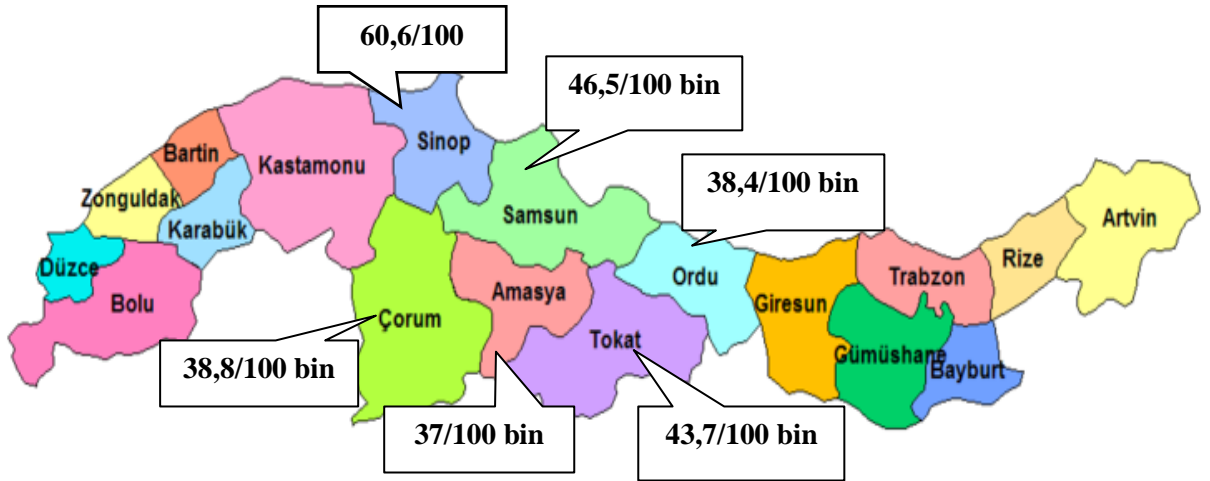 60,6/100
46,5/100 bin
Sinop
Bartin
Kastamonu
38,4/100 bin
Zonguldak
Samsun
Artvin
Karabük
Rize
Düzce
Ordu
Trabzon
Amasya
Bolu
Giresun
Çorum
Tokat
Gümüshane
38,8/100 bin
Bayburt
37/100 bin
43,7/100 bin